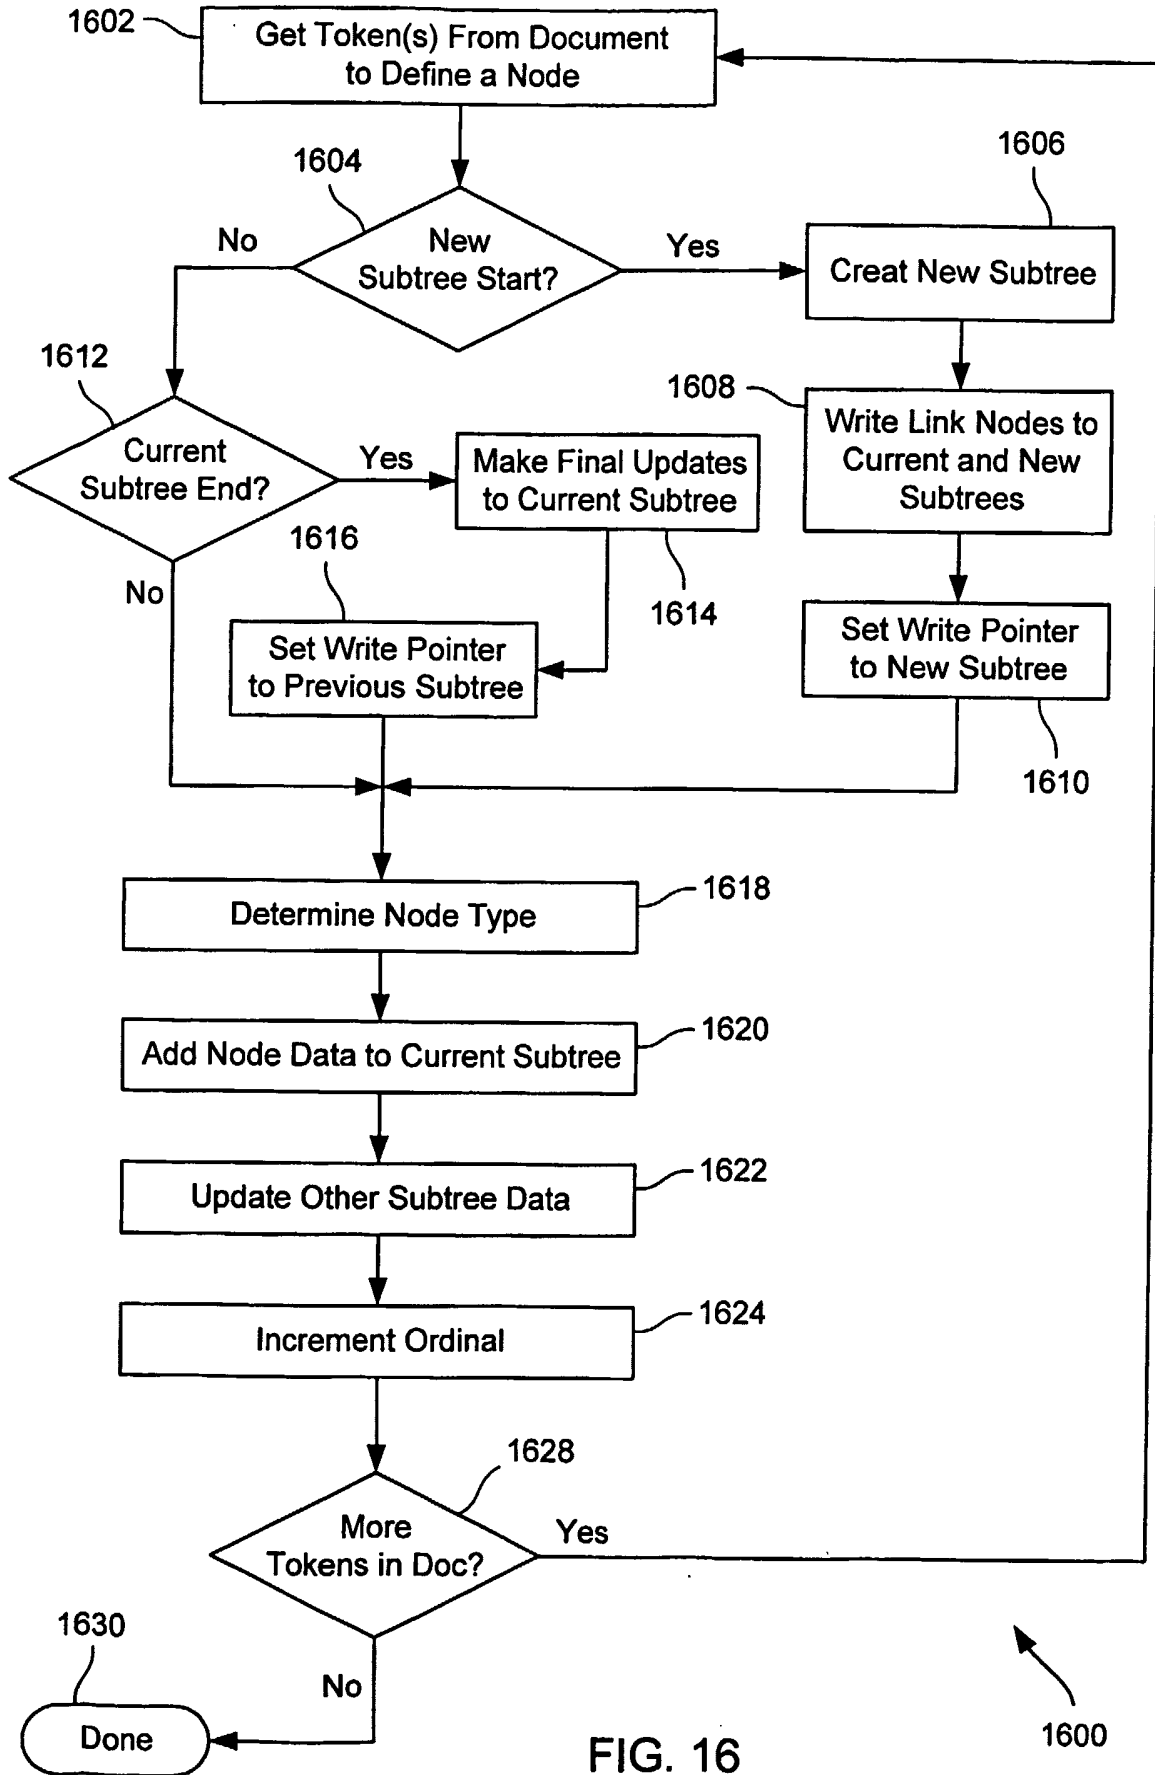 1602
Get Token(s) From Document
to Define a Node
1604
1606
No
New
Subtree Start?
Yes
Creat New Subtree
1612
1608
Current
Subtree End?
Yes
Make Final Updates
to Current Subtree
Write Link Nodes to
Current and New
Subtrees
1616
No
1614
Set Write Pointer
to Previous Subtree
Set Write Pointer
to New Subtree
1610
1618
Determine Node Type
1620
Add Node Data to Current Subtree
1622
Update Other Subtree Data
1624
Increment Ordinal
1628
More
Tokens in Doc?
Yes
1630
No
Done
1600
FIG. 16